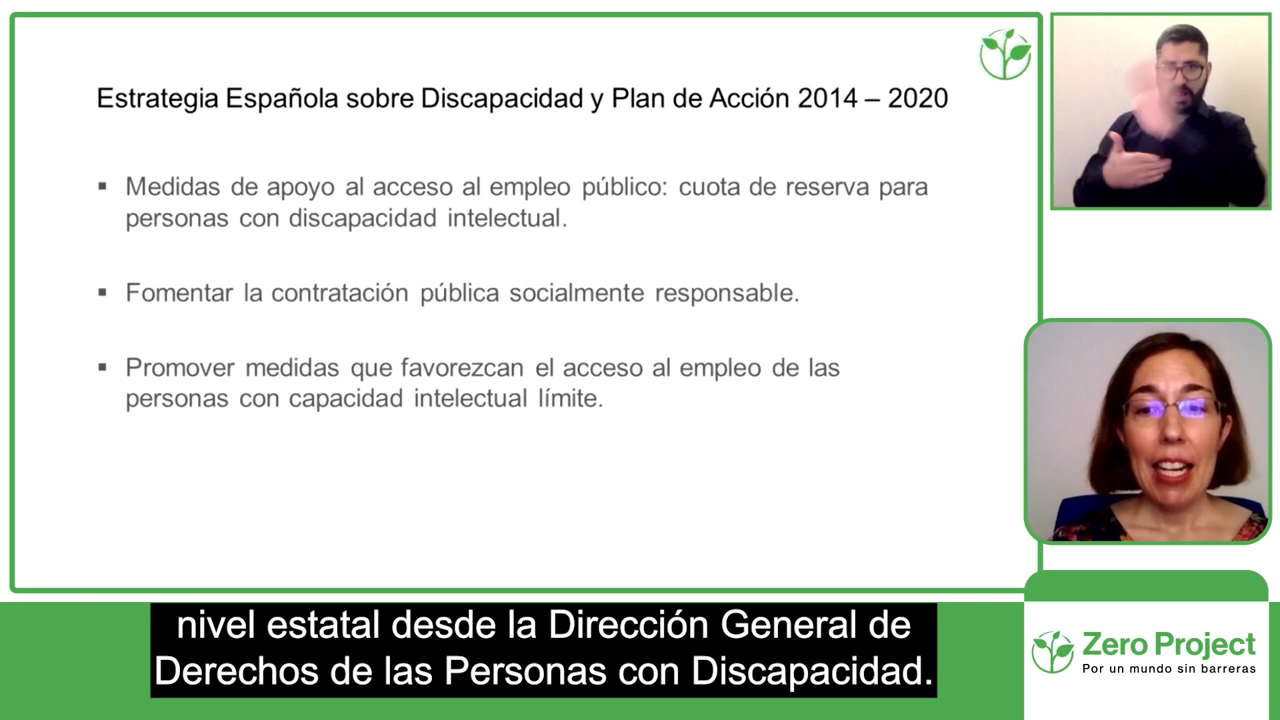 Estrategia Española sobre Discapacidad y Plan de Acción 2014 – 2020
▪ Medidas de apoyo al acceso al empleo público: cuota de reserva para
personas con discapacidad intelectual.
▪ Fomentar la contratación pública socialmente responsable.
▪ Promover medidas que favorezcan el acceso al empleo de las
personas con capacidad intelectual límite.
nivel estatal desde la Dirección General de
Derechos de las Personas con Discapacidad.
Zero Project
Por un mundo sin barreras